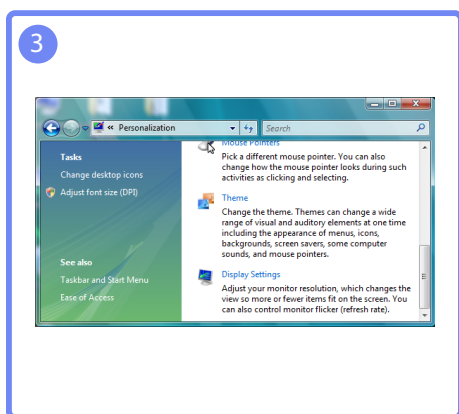 3
Personalization
Search
Tasks
Change desktop icons
Adjust font size (DPI)
See also
Taskbar and Start Menu
Ease of Access
Mouse Pointers
Pick a different mouse pointer. You can also
change how the mouse pointer looks during such
activities as clicking and selecting.
Theme
Change the theme. Themes can change a wide
range of visual and auditory elements at one time
including the appearance of menus, icons,
backgrounds, screen savers, some computer
sounds, and mouse pointers.
Display Settings
Adjust your monitor resolution, which changes the
view so more or fewer items fit on the screen. You
can also control monitor flicker (refresh rate).